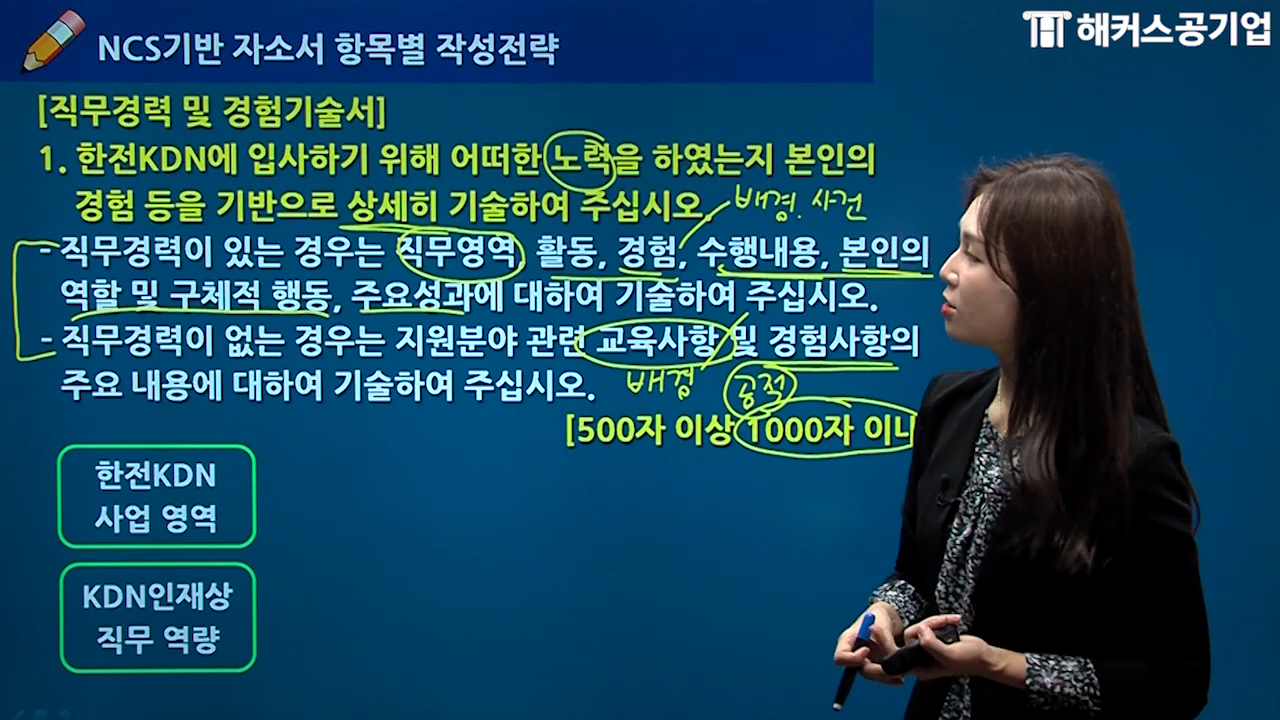 NCS기반 자소서 항목별 작성전략
해커스공기업
[직무경력 및 경험기술서]
1. 한전KDN에 입사하기 위해 어떠한 노력을 하였는지 본인의
경험 등을 기반으로 상세히 기술하여 주십시오.
배경. 사건
- 직무경력이 있는 경우는 직무영역, 활동, 경험, 수행내용, 본인의
역할 및 구체적 행동, 주요성과에 대하여 기술하여 주십시오.
- 직무경력이 없는 경우는 지원분야 관련 교육사항 및 경험사항의
주요 내용에 대하여 기술하여 주십시오.
배경
공적
[500자 이상 1000자 이내
한전KDN
사업 영역
KDN인재상
직무 역량